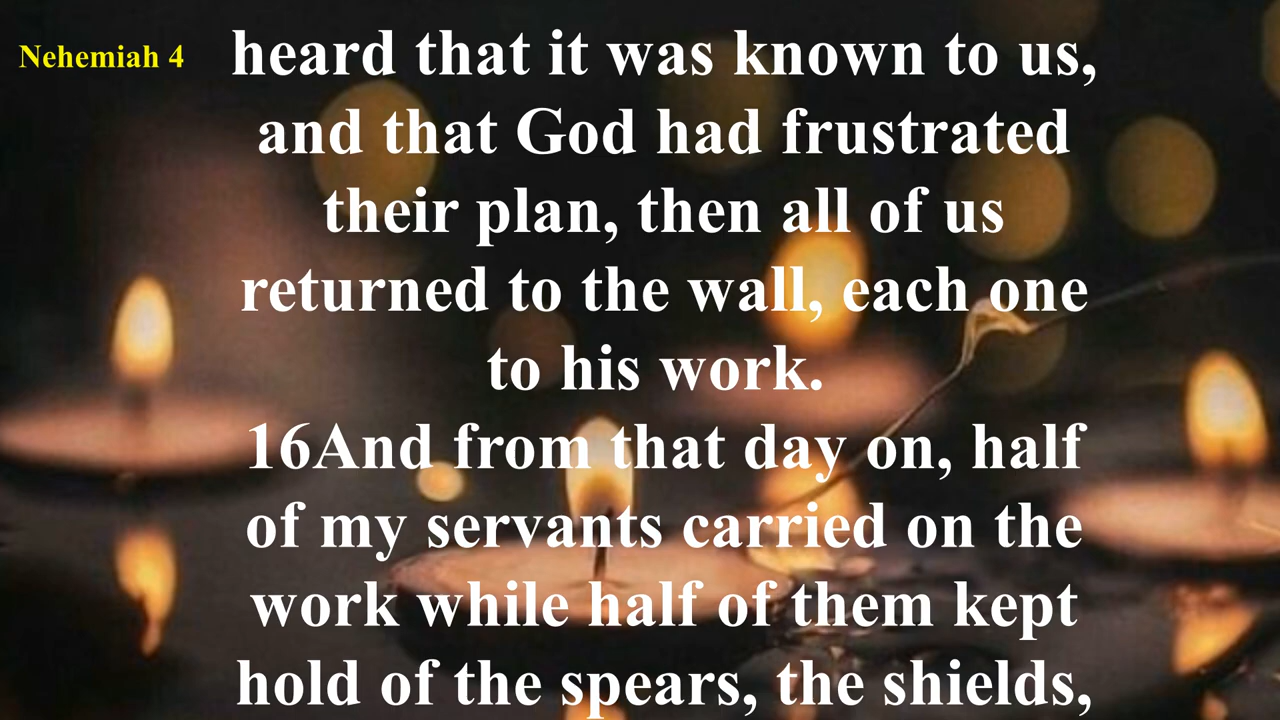 Nehemiah 4
heard that it was known to us,
and that God had frustrated
their plan, then all of us
returned to the wall, each one
to his work.
16And from that day on, half
of my servants carried on the
work while half of them kept
hold of the spears, the shields,